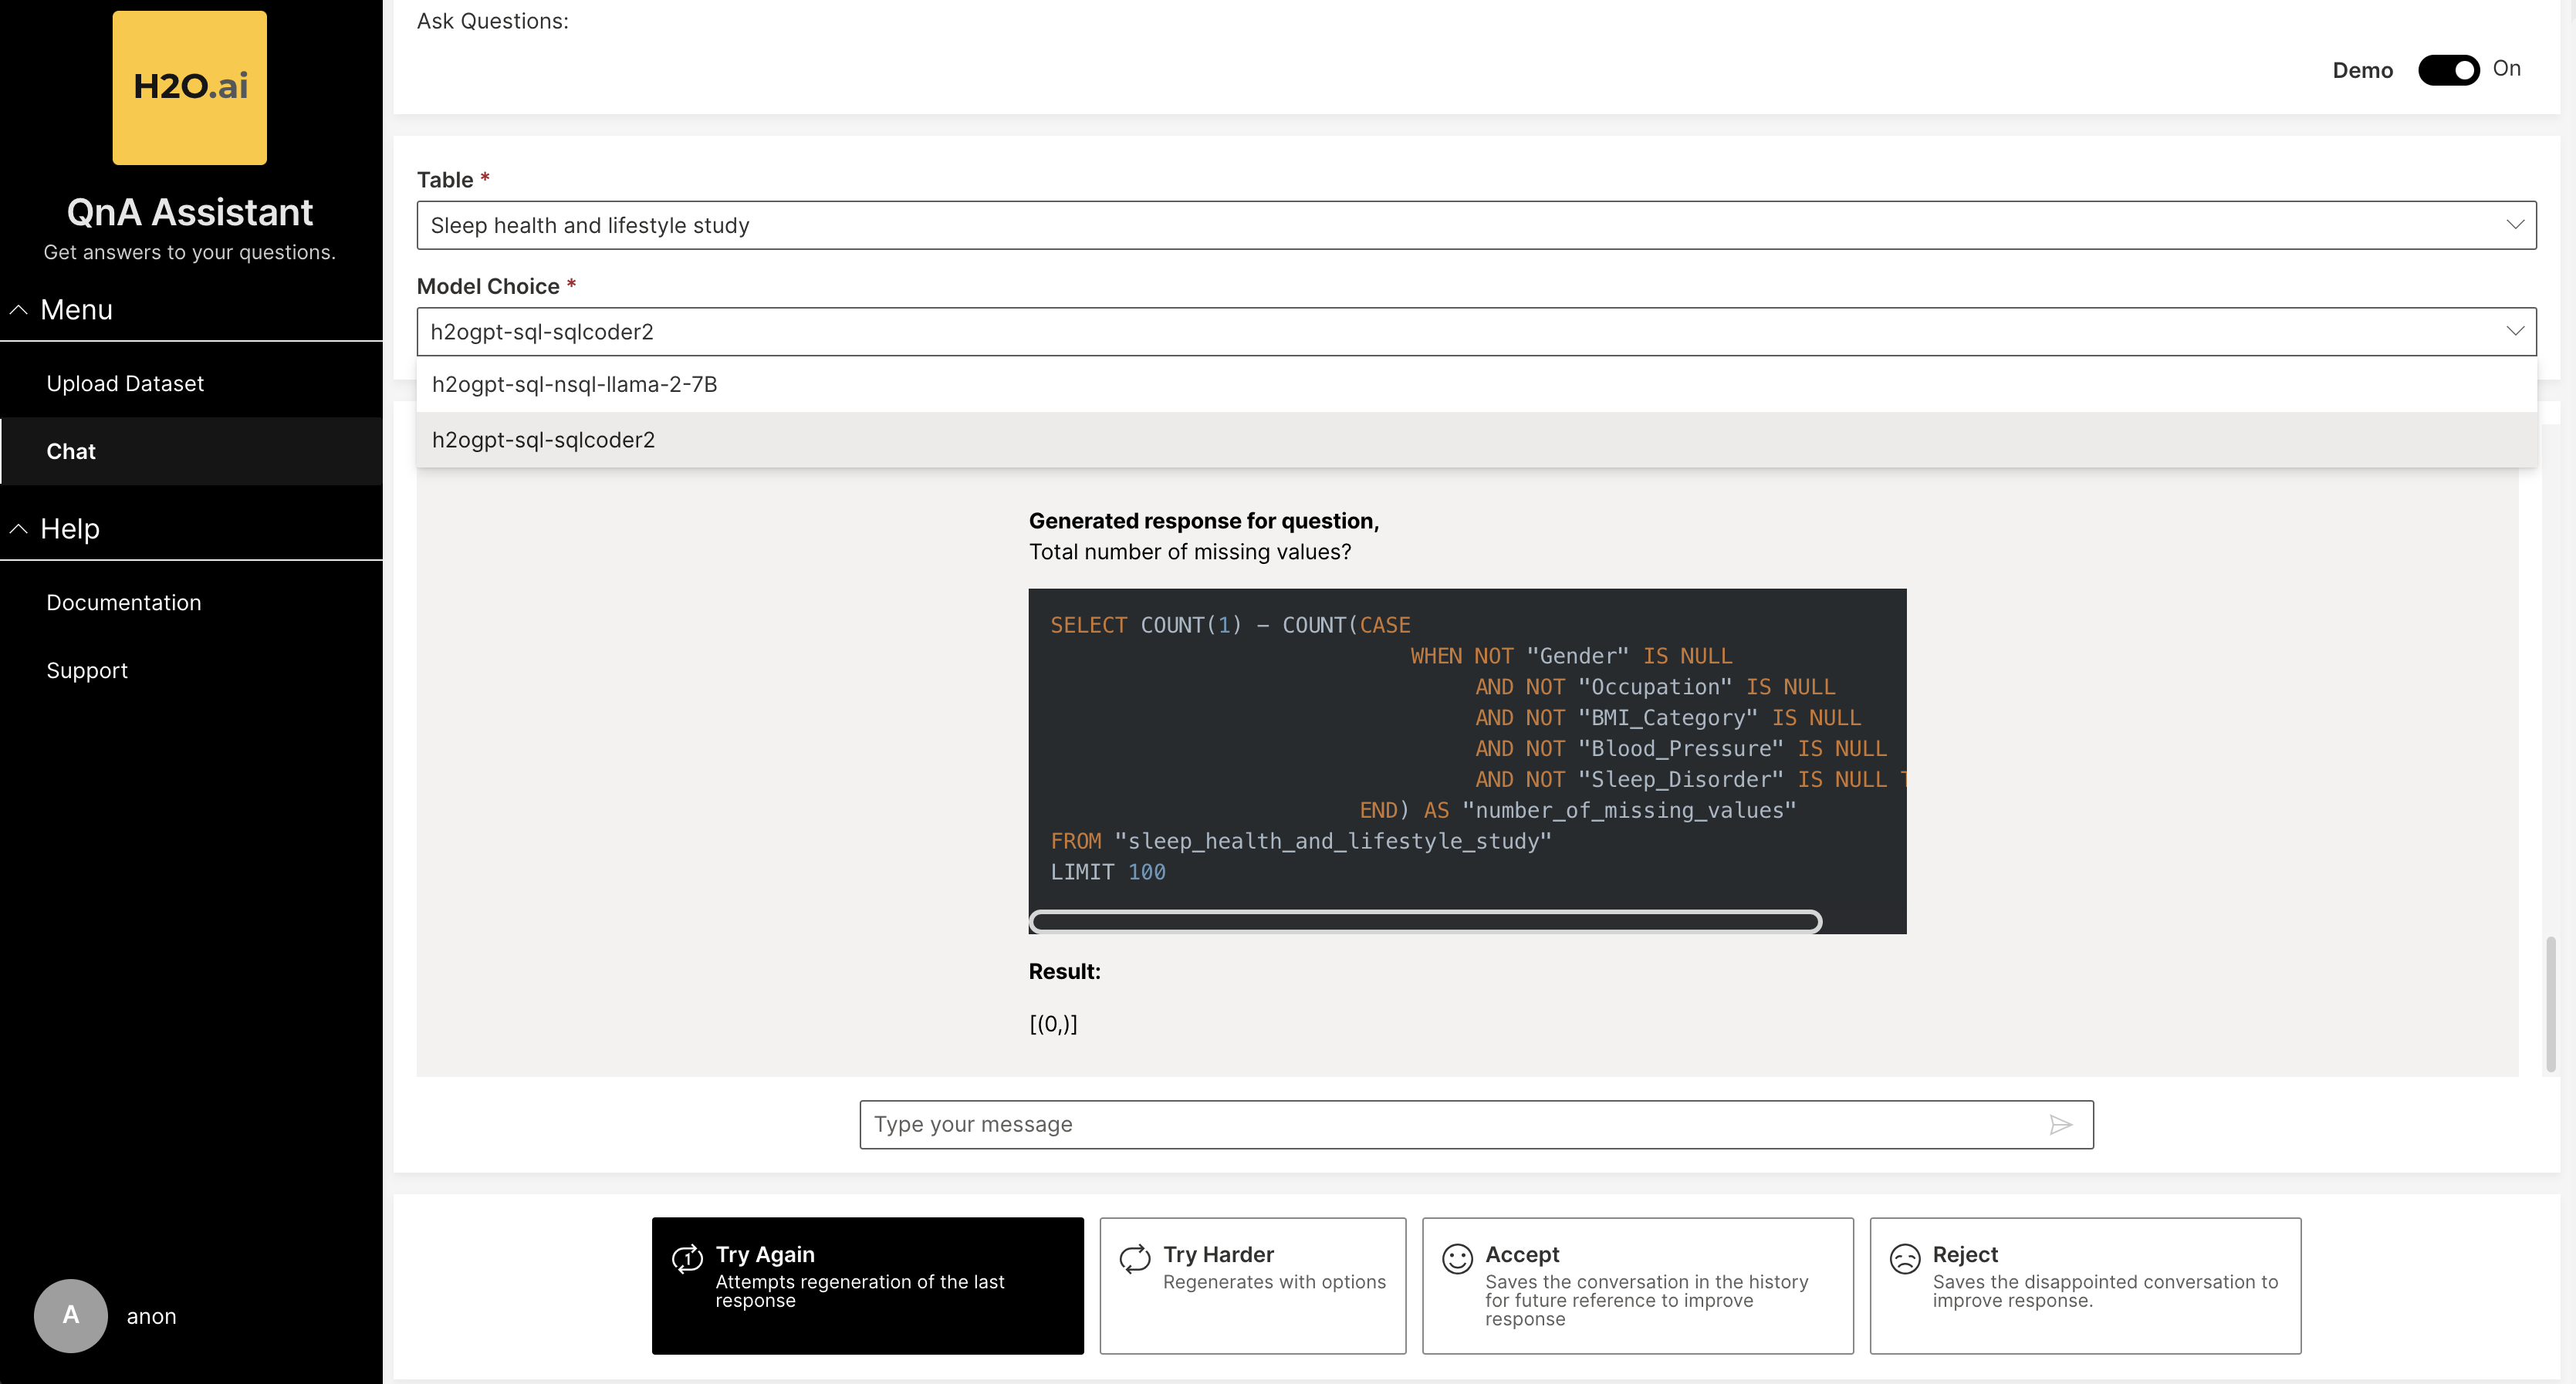 H2O.ai
QnA Assistant
Get answers to your questions.
Menu
Upload Dataset
Chat
Help
Documentation
Support
A
anon
Ask Questions:
Demo
On
Table *
Sleep health and lifestyle study
Model Choice *
h2ogpt-sql-sqlcoder2
h2ogpt-sql-nsql-llama-2-7B
h2ogpt-sql-sqlcoder2
Generated response for question,
Total number of missing values?
SELECT COUNT(1) - COUNT(CASE
WHEN NOT "Gender" IS NULL
AND NOT "Occupation" IS NULL
AND NOT "BMI_Category" IS NULL
AND NOT "Blood_Pressure" IS NULL
AND NOT "Sleep_Disorder" IS NULL
END) AS "number_of_missing_values"
FROM "sleep_health_and_lifestyle_study"
LIMIT 100
Result:
[(0,)]
Type your message
1
Try Again
Attempts regeneration of the last
response
Try Harder
Regenerates with options
Accept
Saves the conversation in the history
for future reference to improve
response
Reject
Saves the disappointed conversation to
improve response.